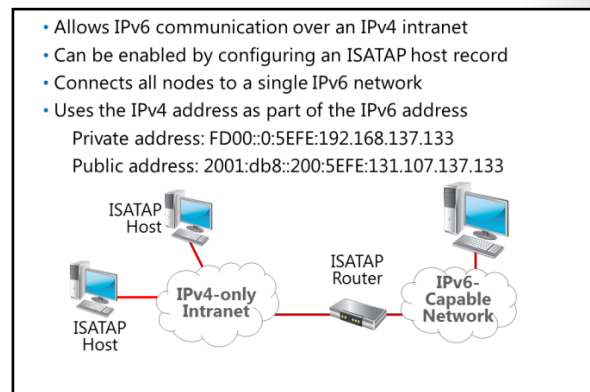 • Allows IPv6 communication over an IPv4 intranet
• Can be enabled by configuring an ISATAP host record
• Connects all nodes to a single IPv6 network
• Uses the IPv4 address as part of the IPv6 address
Private address: FD00::0:5EFE:192.168.137.133
Public address: 2001:db8::200:5EFE:131.107.137.133
ISATAP
Host
ISATAP
Router
IPv4-only
Intranet
IPv6-
Capable
Network
ISATAP
Host